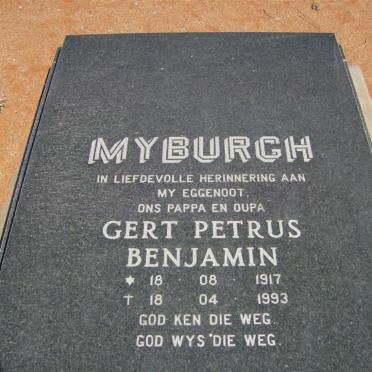 MYBURGH
IN LIEFDEVOLLE HERINNERING AAN
MY EGGENOOT,
ONS PAPPA EN OUPA
GERT PETRUS
BENJAMIN
* 18 · 08 · 1917
† 18 · 04 · 1993
GOD KEN DIE WEG.
GOD WYS DIE WEG.